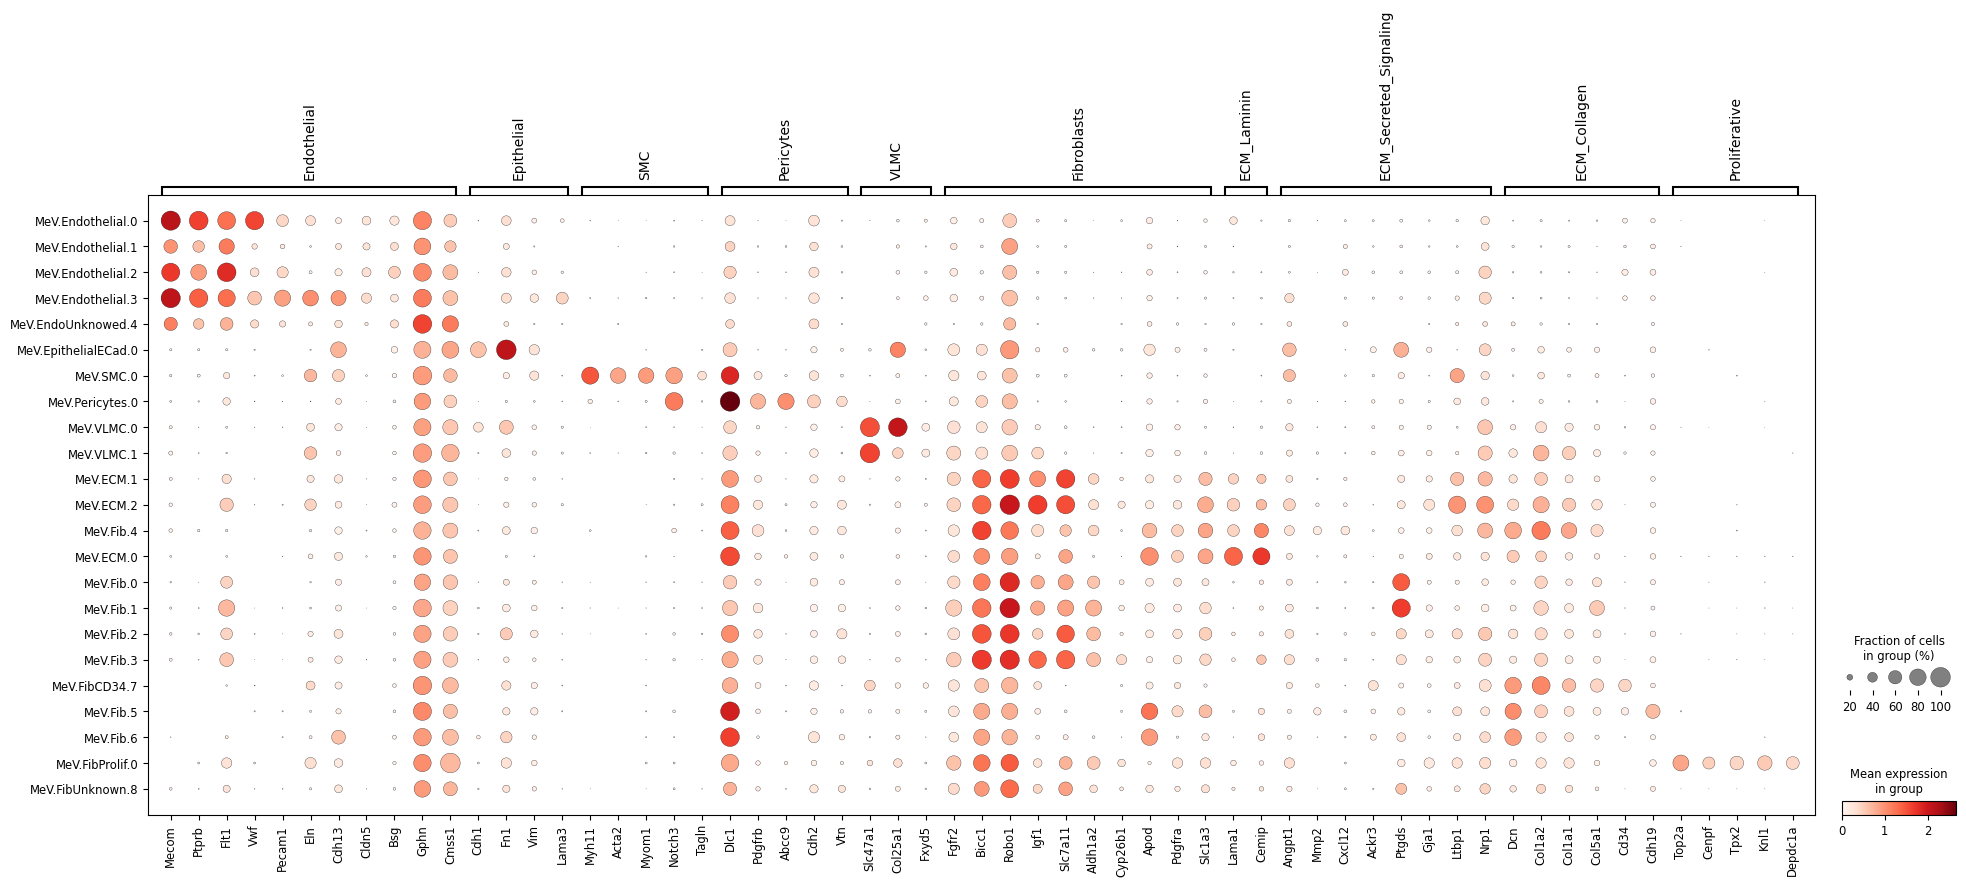 Endothelial
Epithelial
SMC
Pericytes
VLMC
Fibroblasts
ECM_Laminin
ECM_Secreted_Signaling
ECM_Collagen
Proliferative
MeV.Endothelial.0
MeV.Endothelial.1
MeV.Endothelial.2
MeV.Endothelial.3
MeV.EndoUnknowed.4
MeV.EpithelialECad.0
MeV.SMC.0
MeV.Pericytes.0
MeV.VLMC.0
MeV.VLMC.1
MeV.ECM.1
MeV.ECM.2
MeV.Fib.4
MeV.ECM.0
MeV.Fib.0
MeV.Fib.1
MeV.Fib.2
MeV.Fib.3
MeV.FibCD34.7
MeV.Fib.5
MeV.Fib.6
MeV.FibProlif.0
MeV.FibUnknown.8
Mecom
Ptprb
Flt1
Vwf
Pecam1
Eln
Cdh13
Cldn5
Bsg
Gphn
Cmss1
Cdh1
Fn1
Vim
Lama3
Myh11
Acta2
Myom1
Notch3
Tagln
Dlc1
Pdgfrb
Abcc9
Cdh2
Vtn
Slc47a1
Col25a1
Fxyd5
Fgfr2
Bicc1
Robo1
Igf1
Slc7a11
Aldh1a2
Cyp26b1
Apod
Pdgfra
Slc1a3
Lama1
Cemip
Angpt1
Mmp2
Cxcl12
Ackr3
Ptgds
Gja1
Ltbp1
Nrp1
Dcn
Col1a2
Col1a1
Col5a1
Cd34
Cdh19
Top2a
Cenpf
Tpx2
Knl1
Depdc1a
Fraction of cells
in group (%)
20 40 60 80 100
Mean expression
in group
0 1 2